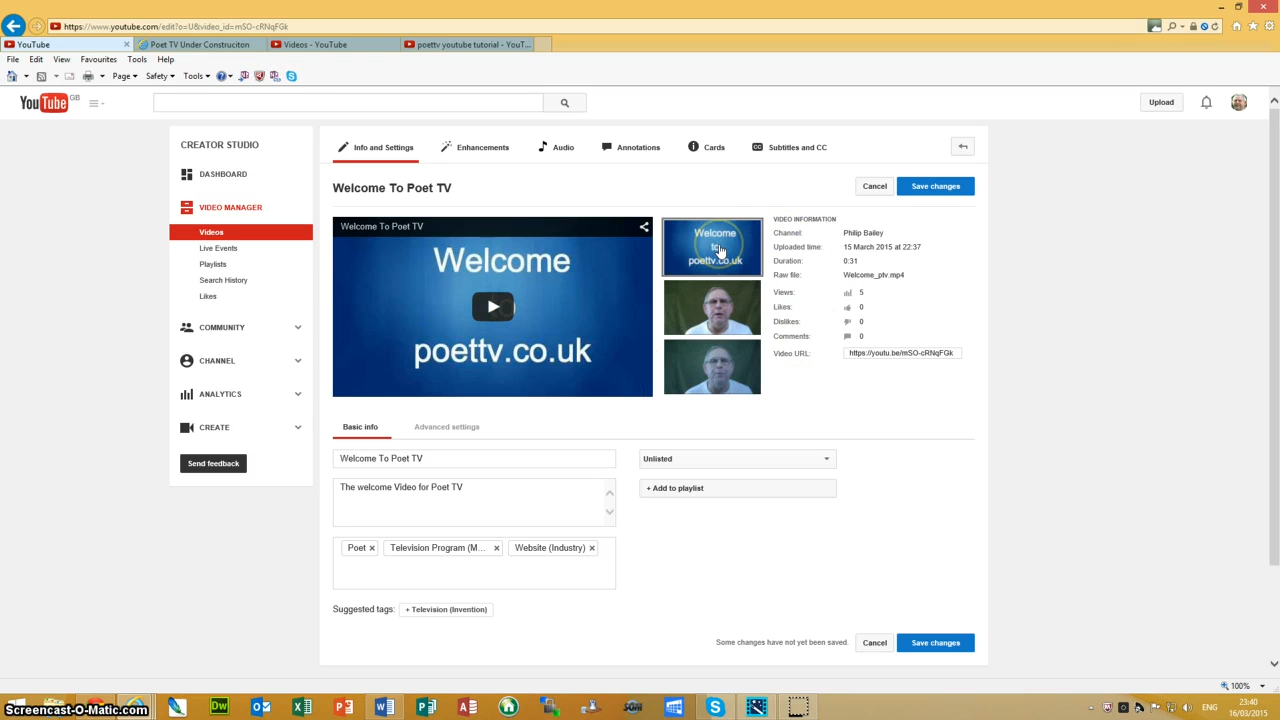 https://www.youtube.com/edit?o=U&video_id=mSO-cRNqFGk
YouTube
Poet TV Under Construciton
Videos - YouTube
poettv youtube tutorial - YouT...
File Edit View Favourites Tools Help
Page Safety Tools
YouTube GB
Upload
CREATOR STUDIO
DASHBOARD
VIDEO MANAGER
Videos
Live Events
Playlists
Search History
Likes
COMMUNITY
CHANNEL
ANALYTICS
CREATE
Send feedback
Info and Settings
Enhancements
Audio
Annotations
Cards
CC Subtitles and CC
Welcome To Poet TV
Cancel
Save changes
Welcome To Poet TV
Welcome
poettv.co.uk
Welcome
to
poettv.co.uk
VIDEO INFORMATION
Channel: Philip Bailey
Uploaded time: 15 March 2015 at 22:37
Duration: 0:31
Raw file: Welcome_ptv.mp4
Views: 5
Likes: 0
Dislikes: 0
Comments: 0
Video URL: https://youtu.be/mSO-cRNqFGk
Basic info
Advanced settings
Welcome To Poet TV
Unlisted
The welcome Video for Poet TV
+ Add to playlist
Poet × Television Program (M... × Website (Industry) ×
Suggested tags: + Television (Invention)
Some changes have not yet been saved.
Cancel
Save changes
100%
Screencast-O-Matic.com
Dw
ENG
23:40
16/03/2015